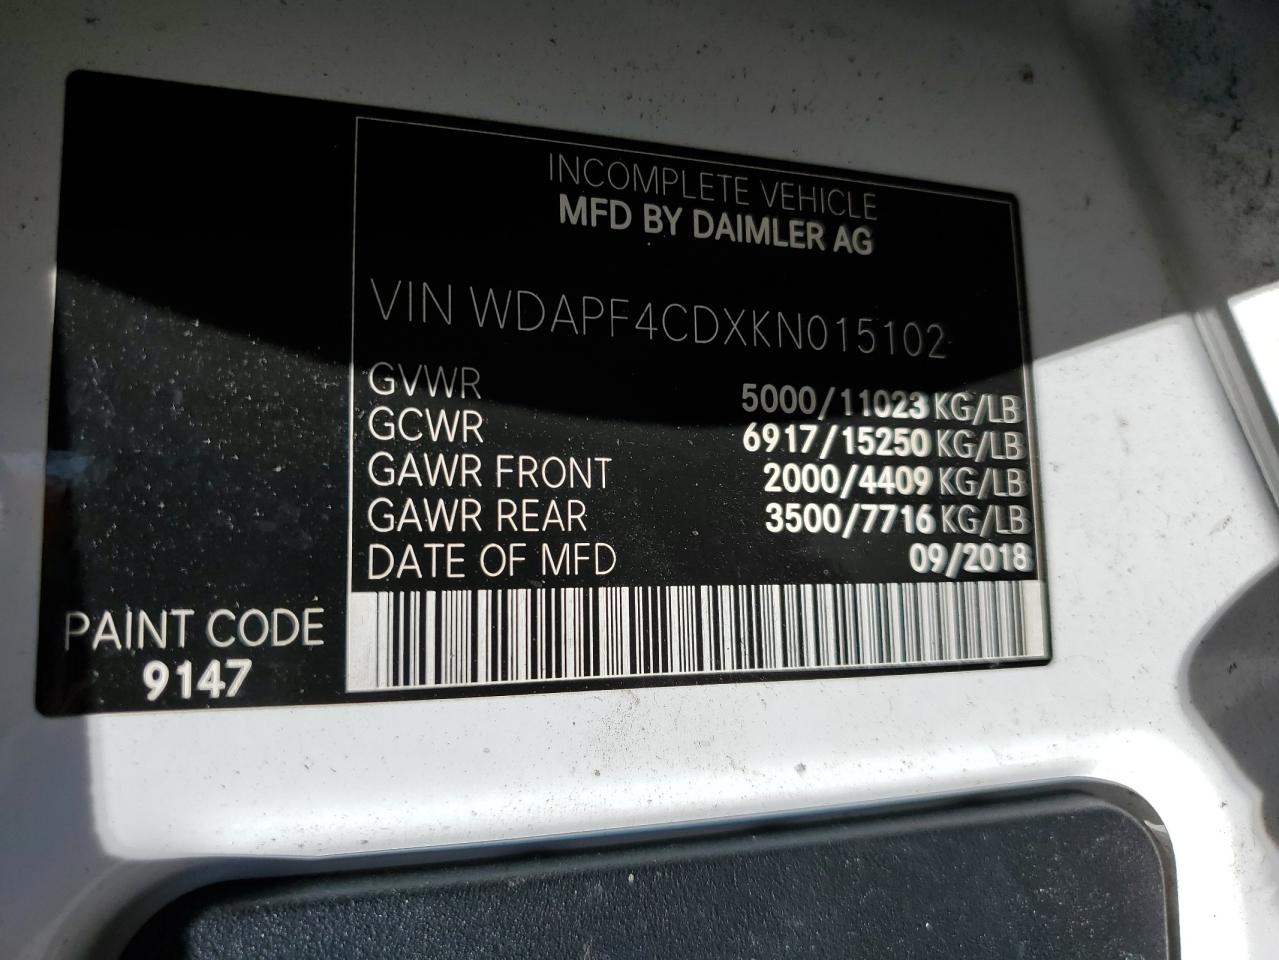 INCOMPLETE VEHICLE
MFD BY DAIMLER AG
VIN WDAPF4CDXKN015102
GVWR 5000/11023 KG/LB
GCWR 6917/15250 KG/LB
GAWR FRONT 2000/4409 KG/LB
GAWR REAR 3500/7716 KG/LB
DATE OF MFD 09/2018
PAINT CODE
9147